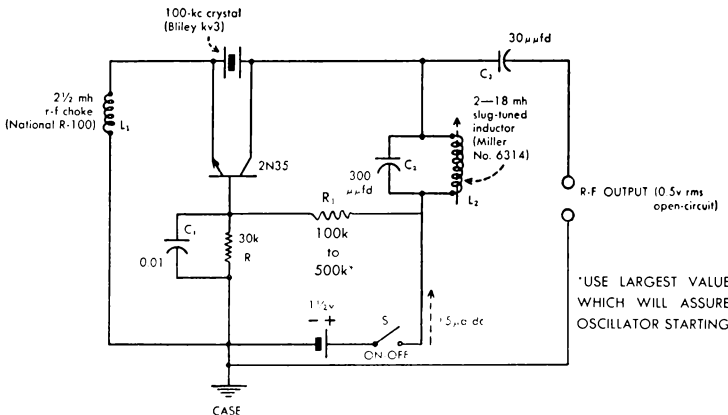 100-kc crystal
(Bliley kv3)
30μμfd
C₃
2½ mh
r-f choke
(National R-100)
L₁
2—18 mh
slug-tuned
inductor
(Miller
No. 6314)
2N35
300
μμfd
C₂
L₂
R-F OUTPUT (0.5v rms
open-circuit)
R₁
100k
to
500k*
C₁
0.01
30k
R
*USE LARGEST VALUE
WHICH WILL ASSURE
OSCILLATOR STARTING
1½v
− +
S
ON-OFF
μa dc
CASE